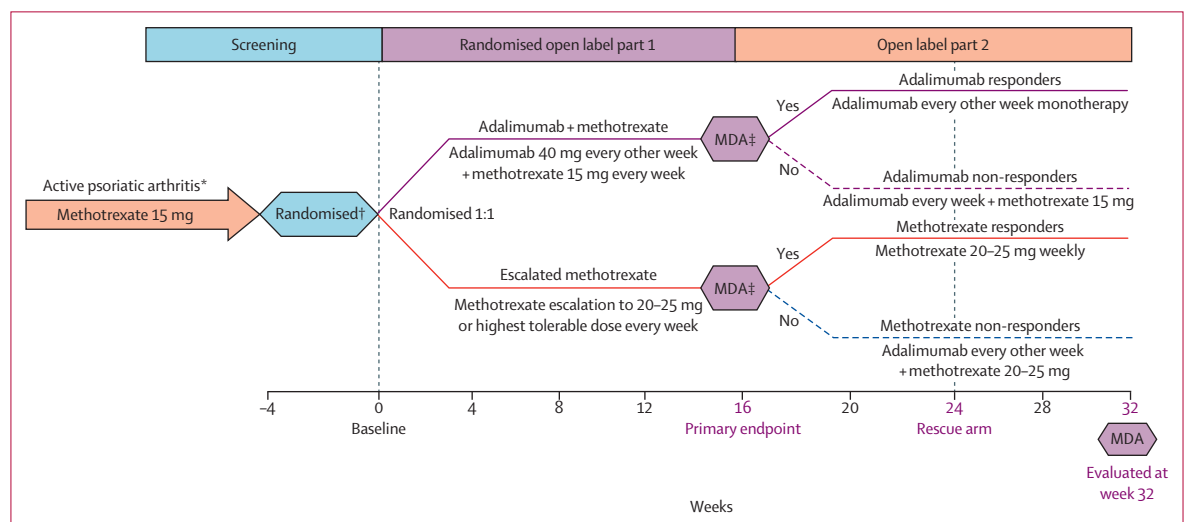 Screening
Randomised open label part 1
Open label part 2
Active psoriatic arthritis*
Methotrexate 15 mg
Randomised†
Randomised 1:1
Adalimumab + methotrexate
Adalimumab 40 mg every other week
+ methotrexate 15 mg every week
MDA‡
Yes
No
Adalimumab responders
Adalimumab every other week monotherapy
Adalimumab non-responders
Adalimumab every week + methotrexate 15 mg
Escalated methotrexate
Methotrexate escalation to 20–25 mg
or highest tolerable dose every week
MDA‡
Yes
No
Methotrexate responders
Methotrexate 20–25 mg weekly
Methotrexate non-responders
Adalimumab every other week
+ methotrexate 20–25 mg
–4 0 4 8 12 16 20 24 28 32
Baseline
Primary endpoint
Rescue arm
MDA
Evaluated at
week 32
Weeks